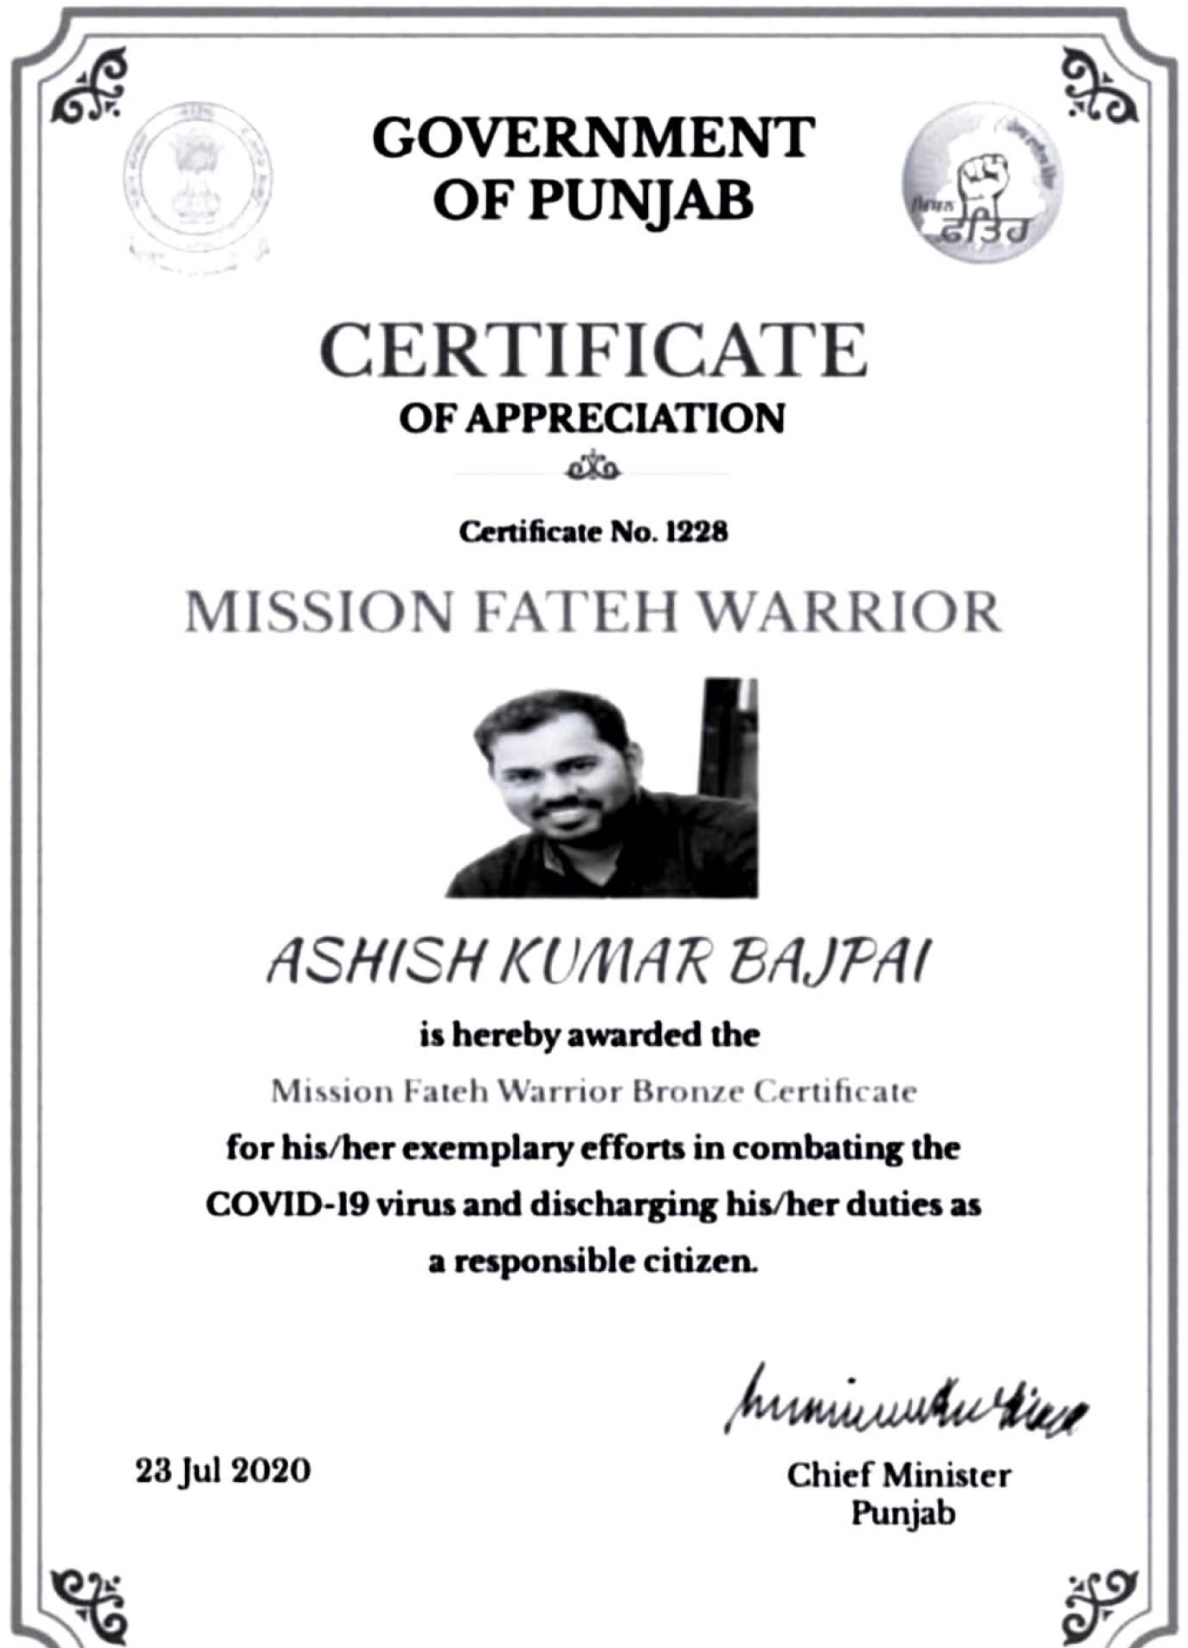 GOVERNMENT
OF PUNJAB
ਮਿਸ਼ਨ
ਫਤਿਹ
CERTIFICATE
OF APPRECIATION
Certificate No. 1228
MISSION FATEH WARRIOR
ASHISH KUMAR BAJPAI
is hereby awarded the
Mission Fateh Warrior Bronze Certificate
for his/her exemplary efforts in combating the
COVID-19 virus and discharging his/her duties as
a responsible citizen.
23 Jul 2020
Chief Minister
Punjab